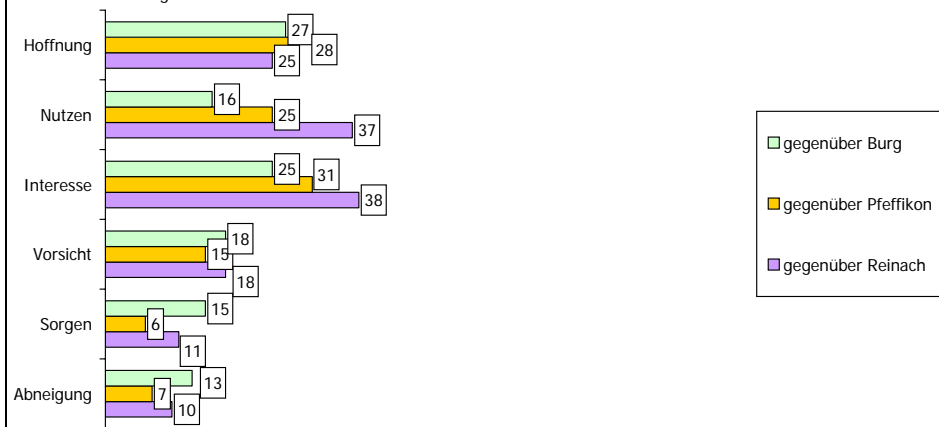 Hoffnung
27
28
25
Nutzen
16
25
37
Interesse
25
31
38
Vorsicht
18
15
18
Sorgen
15
6
11
Abneigung
13
7
10
gegenüber Burg
gegenüber Pfeffikon
gegenüber Reinach